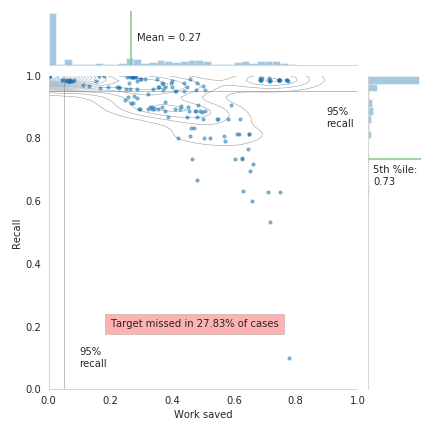 Mean = 0.27
1.0
0.8
0.6
0.4
0.2
0.0
Recall
95%
recall
5th %ile:
0.73
Target missed in 27.83% of cases
95%
recall
0.0 0.2 0.4 0.6 0.8 1.0
Work saved